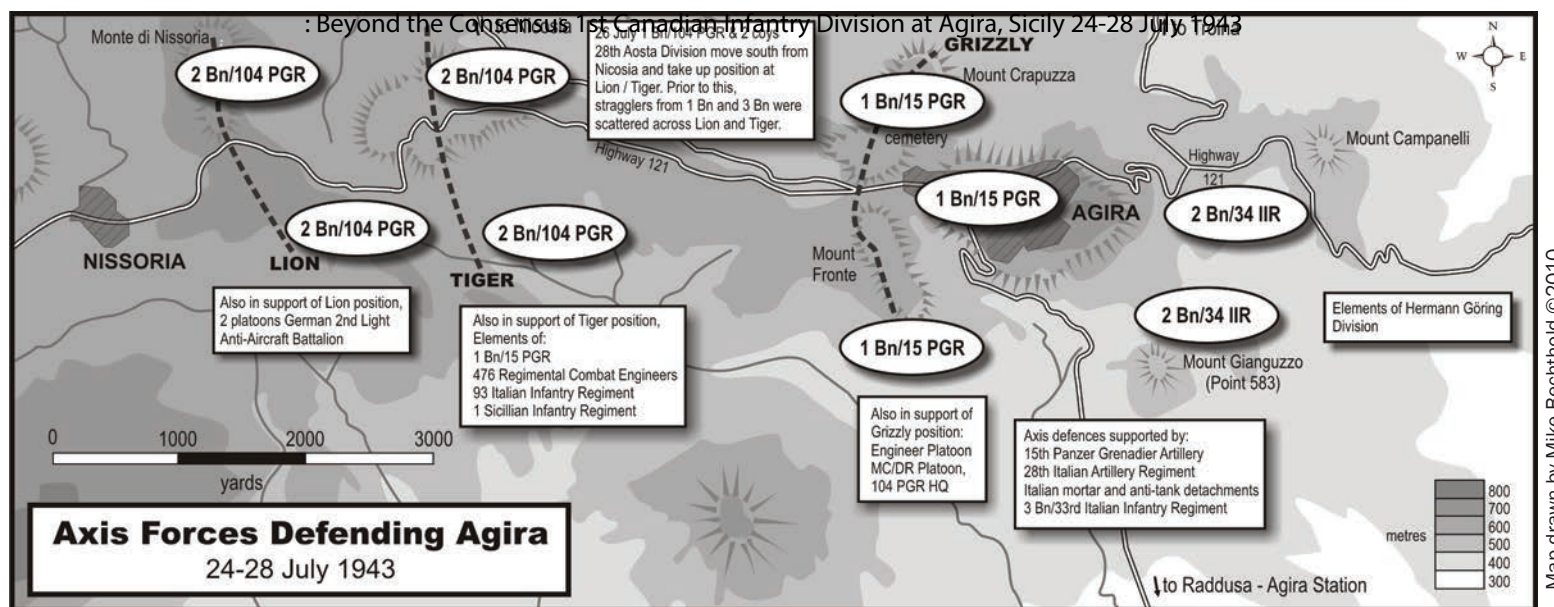 : Beyond the Consensus 1st Canadian Infantry Division at Agira, Sicily 24-28 July 1943
Monte di Nissoria
to Nicosia
to Troina
N
W
E
S
2 Bn/104 PGR
2 Bn/104 PGR
26 July 1 Bn/104 PGR & 2 coys
28th Aosta Division move south from
Nicosia and take up position at
Lion / Tiger. Prior to this,
stragglers from 1 Bn and 3 Bn were
scattered across Lion and Tiger.
GRIZZLY
Mount Crapuzza
1 Bn/15 PGR
cemetery
Mount Campanelli
Highway 121
Highway
121
1 Bn/15 PGR
AGIRA
2 Bn/34 IIR
2 Bn/104 PGR
2 Bn/104 PGR
NISSORIA
LION
TIGER
Mount
Fronte
Also in support of Lion position,
2 platoons German 2nd Light
Anti-Aircraft Battalion
Also in support of Tiger position,
Elements of:
1 Bn/15 PGR
476 Regimental Combat Engineers
93 Italian Infantry Regiment
1 Sicillian Infantry Regiment
1 Bn/15 PGR
2 Bn/34 IIR
Mount Gianguzzo
(Point 583)
Elements of Hermann Göring
Division
Also in support of
Grizzly position:
Engineer Platoon
MC/DR Platoon,
104 PGR HQ
Axis defences supported by:
15th Panzer Grenadier Artillery
28th Italian Artillery Regiment
Italian mortar and anti-tank detachments
3 Bn/33rd Italian Infantry Regiment
0 1000 2000 3000
yards
Axis Forces Defending Agira
24-28 July 1943
metres
800
700
600
500
400
300
to Raddusa - Agira Station
Map drawn by Mike Bechthold ©2010